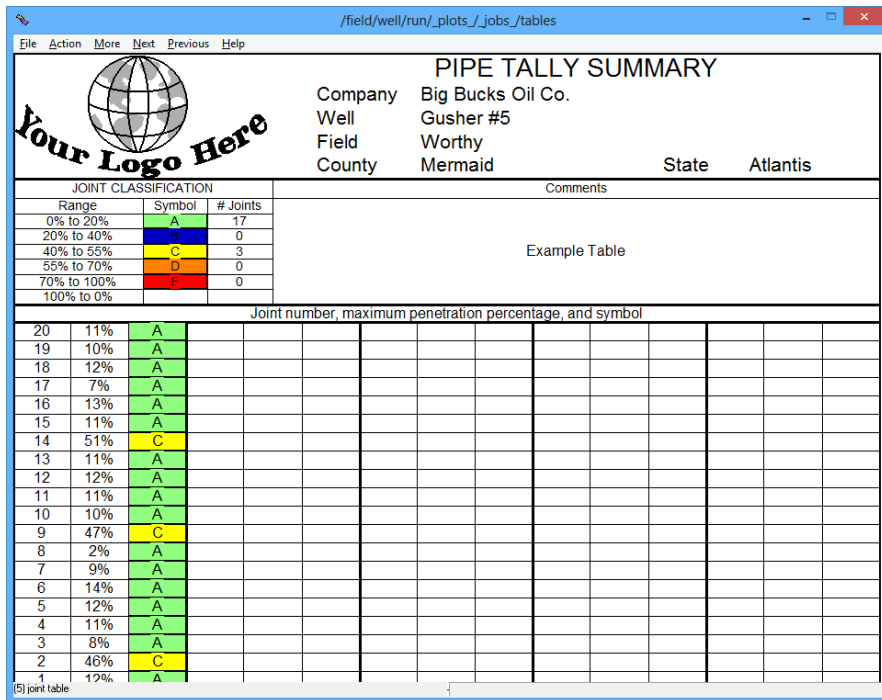 /field/well/run/_plots_/_jobs_/tables
File Action More Next Previous Help
Your Logo Here
PIPE TALLY SUMMARY
Company Big Bucks Oil Co.
Well Gusher #5
Field Worthy
County Mermaid State Atlantis
JOINT CLASSIFICATION Comments
Range Symbol # Joints
0% to 20% A 17
20% to 40% B 0
40% to 55% C 3
Example Table
55% to 70% D 0
70% to 100% F 0
100% to 0%
Joint number, maximum penetration percentage, and symbol
20 11% A
19 10% A
18 12% A
17 7% A
16 13% A
15 11% A
14 51% C
13 11% A
12 12% A
11 11% A
10 10% A
9 47% C
8 2% A
7 9% A
6 14% A
5 12% A
4 11% A
3 8% A
2 46% C
1 12% A
(5) joint table